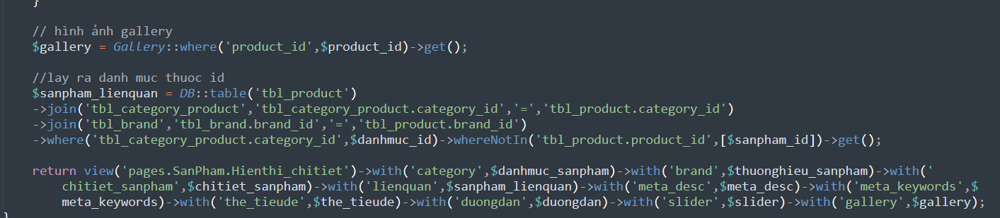 }
// hình ảnh gallery
$gallery = Gallery::where('product_id',$product_id)->get();
//lay ra danh muc thuoc id
$sanpham_lienquan = DB::table('tbl_product')
->join('tbl_category_product','tbl_category_product.category_id','=','tbl_product.category_id')
->join('tbl_brand','tbl_brand.brand_id','=','tbl_product.brand_id')
->where('tbl_category_product.category_id',$danhmuc_id)->whereNotIn('tbl_product.product_id',[$sanpham_id])->get();
return view('pages.SanPham.Hienthi_chitiet')->with('category',$danhmuc_sanpham)->with('brand',$thuonghieu_sanpham)->with('
chitiet_sanpham',$chitiet_sanpham)->with('lienquan',$sanpham_lienquan)->with('meta_desc',$meta_desc)->with('meta_keywords',$
meta_keywords)->with('the_tieude',$the_tieude)->with('duongdan',$duongdan)->with('slider',$slider)->with('gallery',$gallery);
}